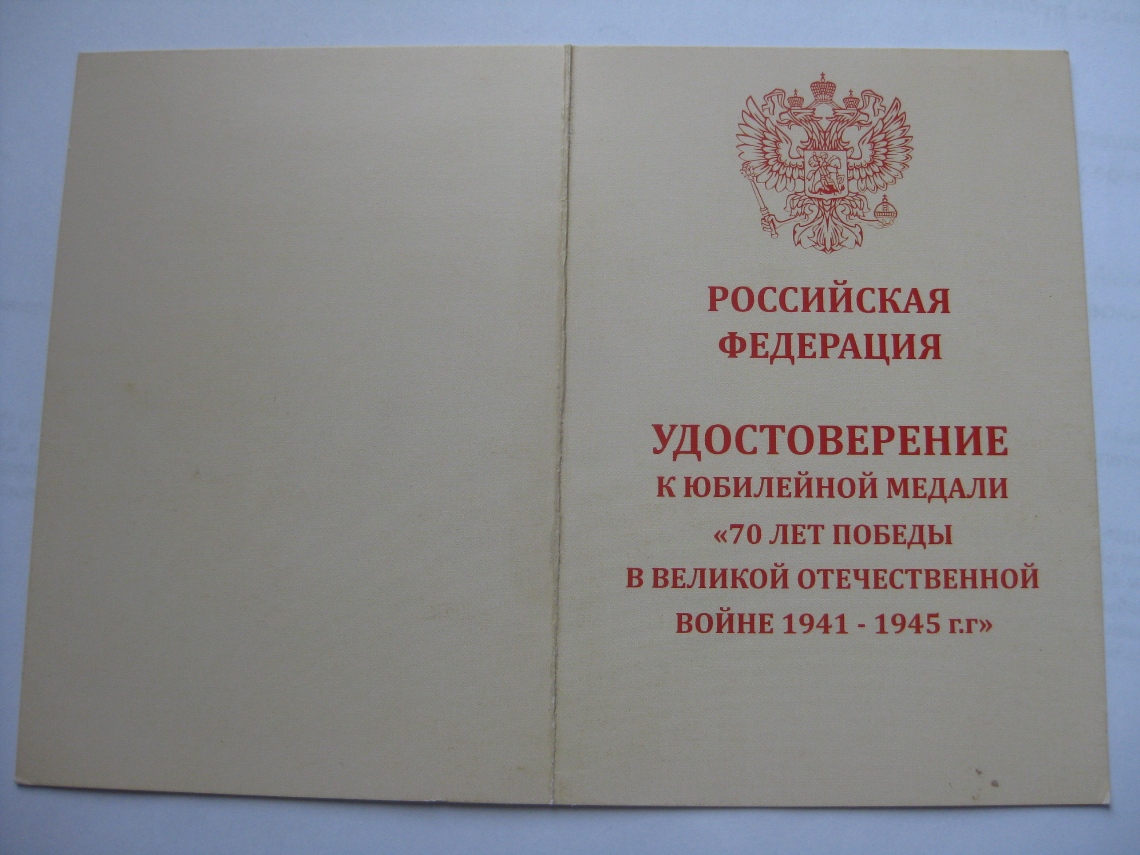 РОССИЙСКАЯ
ФЕДЕРАЦИЯ
УДОСТОВЕРЕНИЕ
К ЮБИЛЕЙНОЙ МЕДАЛИ
«70 ЛЕТ ПОБЕДЫ
В ВЕЛИКОЙ ОТЕЧЕСТВЕННОЙ
ВОЙНЕ 1941 - 1945 г.г»